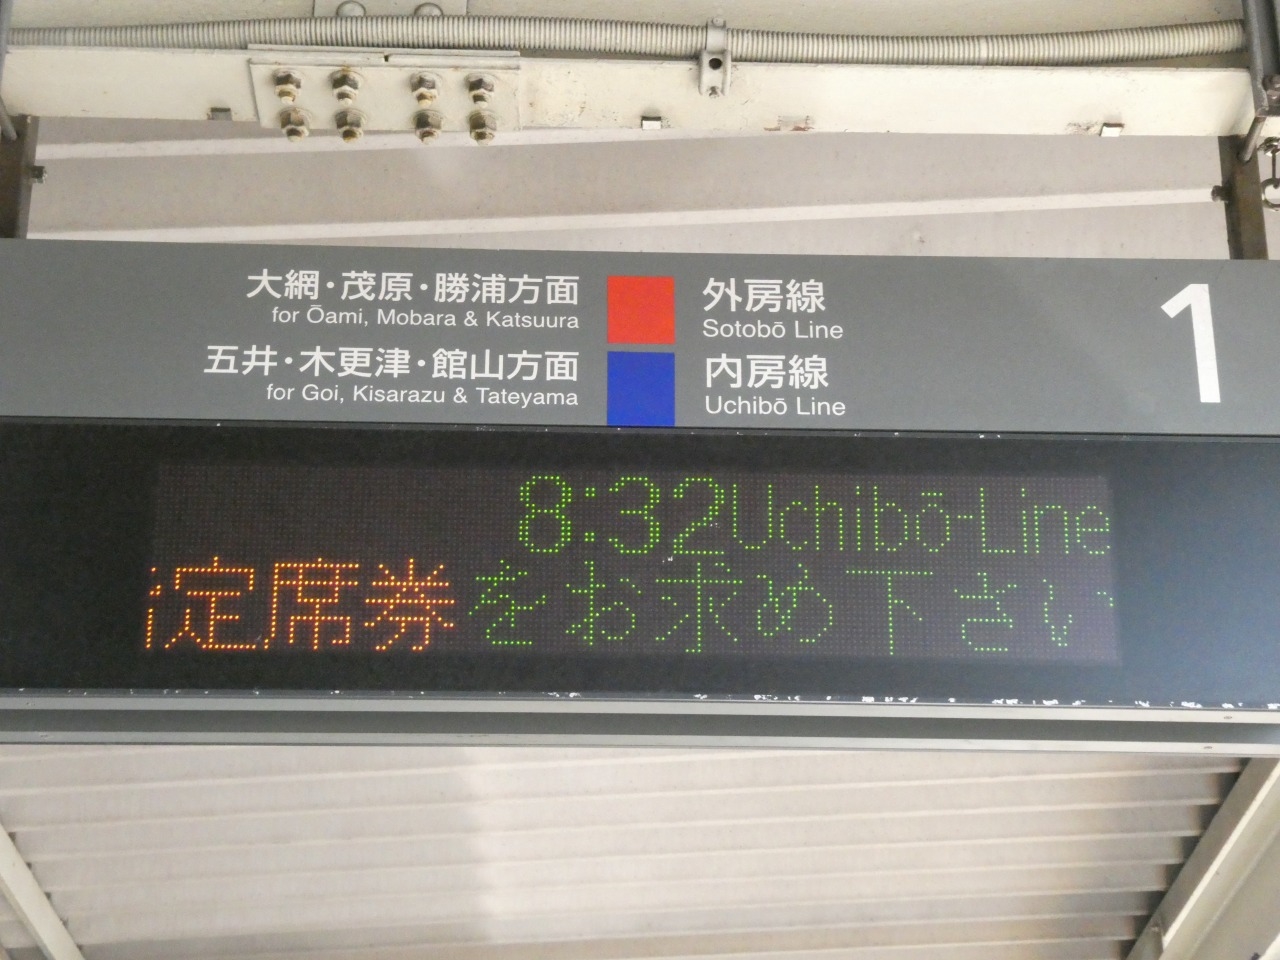 大網・茂原・勝浦方面 外房線 1
for Ōami, Mobara & Katsuura Sotobō Line
五井・木更津・館山方面 内房線
for Goi, Kisarazu & Tateyama Uchibō Line
8:32 Uchibō-Line
定席券をお求め下さい